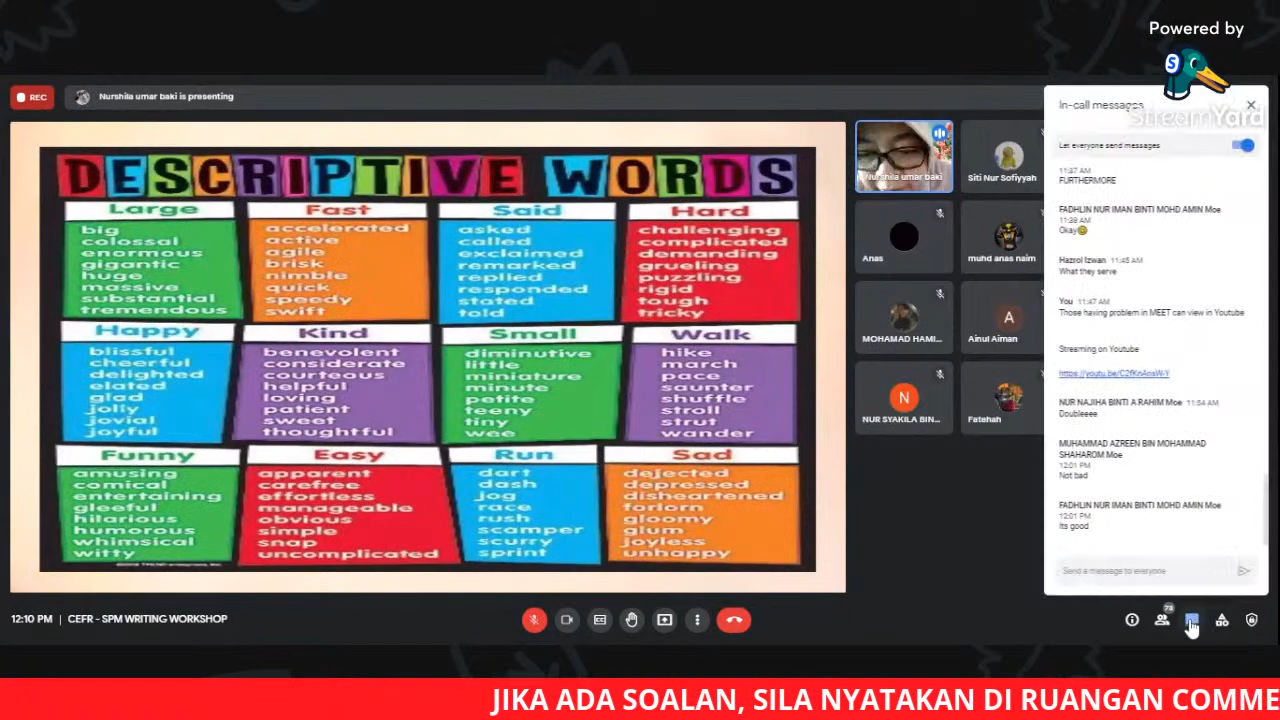 Powered by
StreamYard
REC
Nurshila umar baki is presenting
DESCRIPTIVE WORDS
Large
big
colossal
enormous
gigantic
huge
massive
substantial
tremendous
Fast
accelerated
active
agile
brisk
nimble
quick
speedy
swift
Said
asked
called
exclaimed
remarked
replied
responded
stated
told
Hard
challenging
complicated
demanding
grueling
puzzling
rigid
tough
tricky
Happy
blissful
cheerful
delighted
elated
glad
jolly
jovial
joyful
Kind
benevolent
considerate
courteous
helpful
loving
patient
sweet
thoughtful
Small
diminutive
little
miniature
minute
petite
teeny
tiny
wee
Walk
hike
march
pace
saunter
shuffle
stroll
strut
wander
Funny
amusing
comical
entertaining
gleeful
hilarious
humorous
whimsical
witty
Easy
apparent
carefree
effortless
manageable
obvious
simple
snap
uncomplicated
Run
dart
dash
jog
race
rush
scamper
scurry
sprint
Sad
dejected
depressed
disheartened
forlorn
gloomy
glum
joyless
unhappy
Nurshila umar baki
Siti Nur Sofiyyah
Anas
muhd anas naim
MOHAMAD HAMI...
A
Ainul Aiman
N
NUR SYAKILA BIN...
Fatehah
In-call messages
Let everyone send messages
11:37 AM
FURTHERMORE
FADHLIN NUR IMAN BINTI MOHD AMIN Moe
11:38 AM
Okay😊
Hazrol Izwan 11:45 AM
What they serve
You 11:47 AM
Those having problem in MEET can view in Youtube
Streaming on Youtube
NUR NAJIHA BINTI A RAHIM Moe 11:54 AM
Doubleeee
MUHAMMAD AZREEN BIN MOHAMMAD
SHAHAROM Moe
12:01 PM
Not bad
FADHLIN NUR IMAN BINTI MOHD AMIN Moe
12:01 PM
Its good
Send a message to everyone
12:10 PM | CEFR - SPM WRITING WORKSHOP
73
JIKA ADA SOALAN, SILA NYATAKAN DI RUANGAN COMME